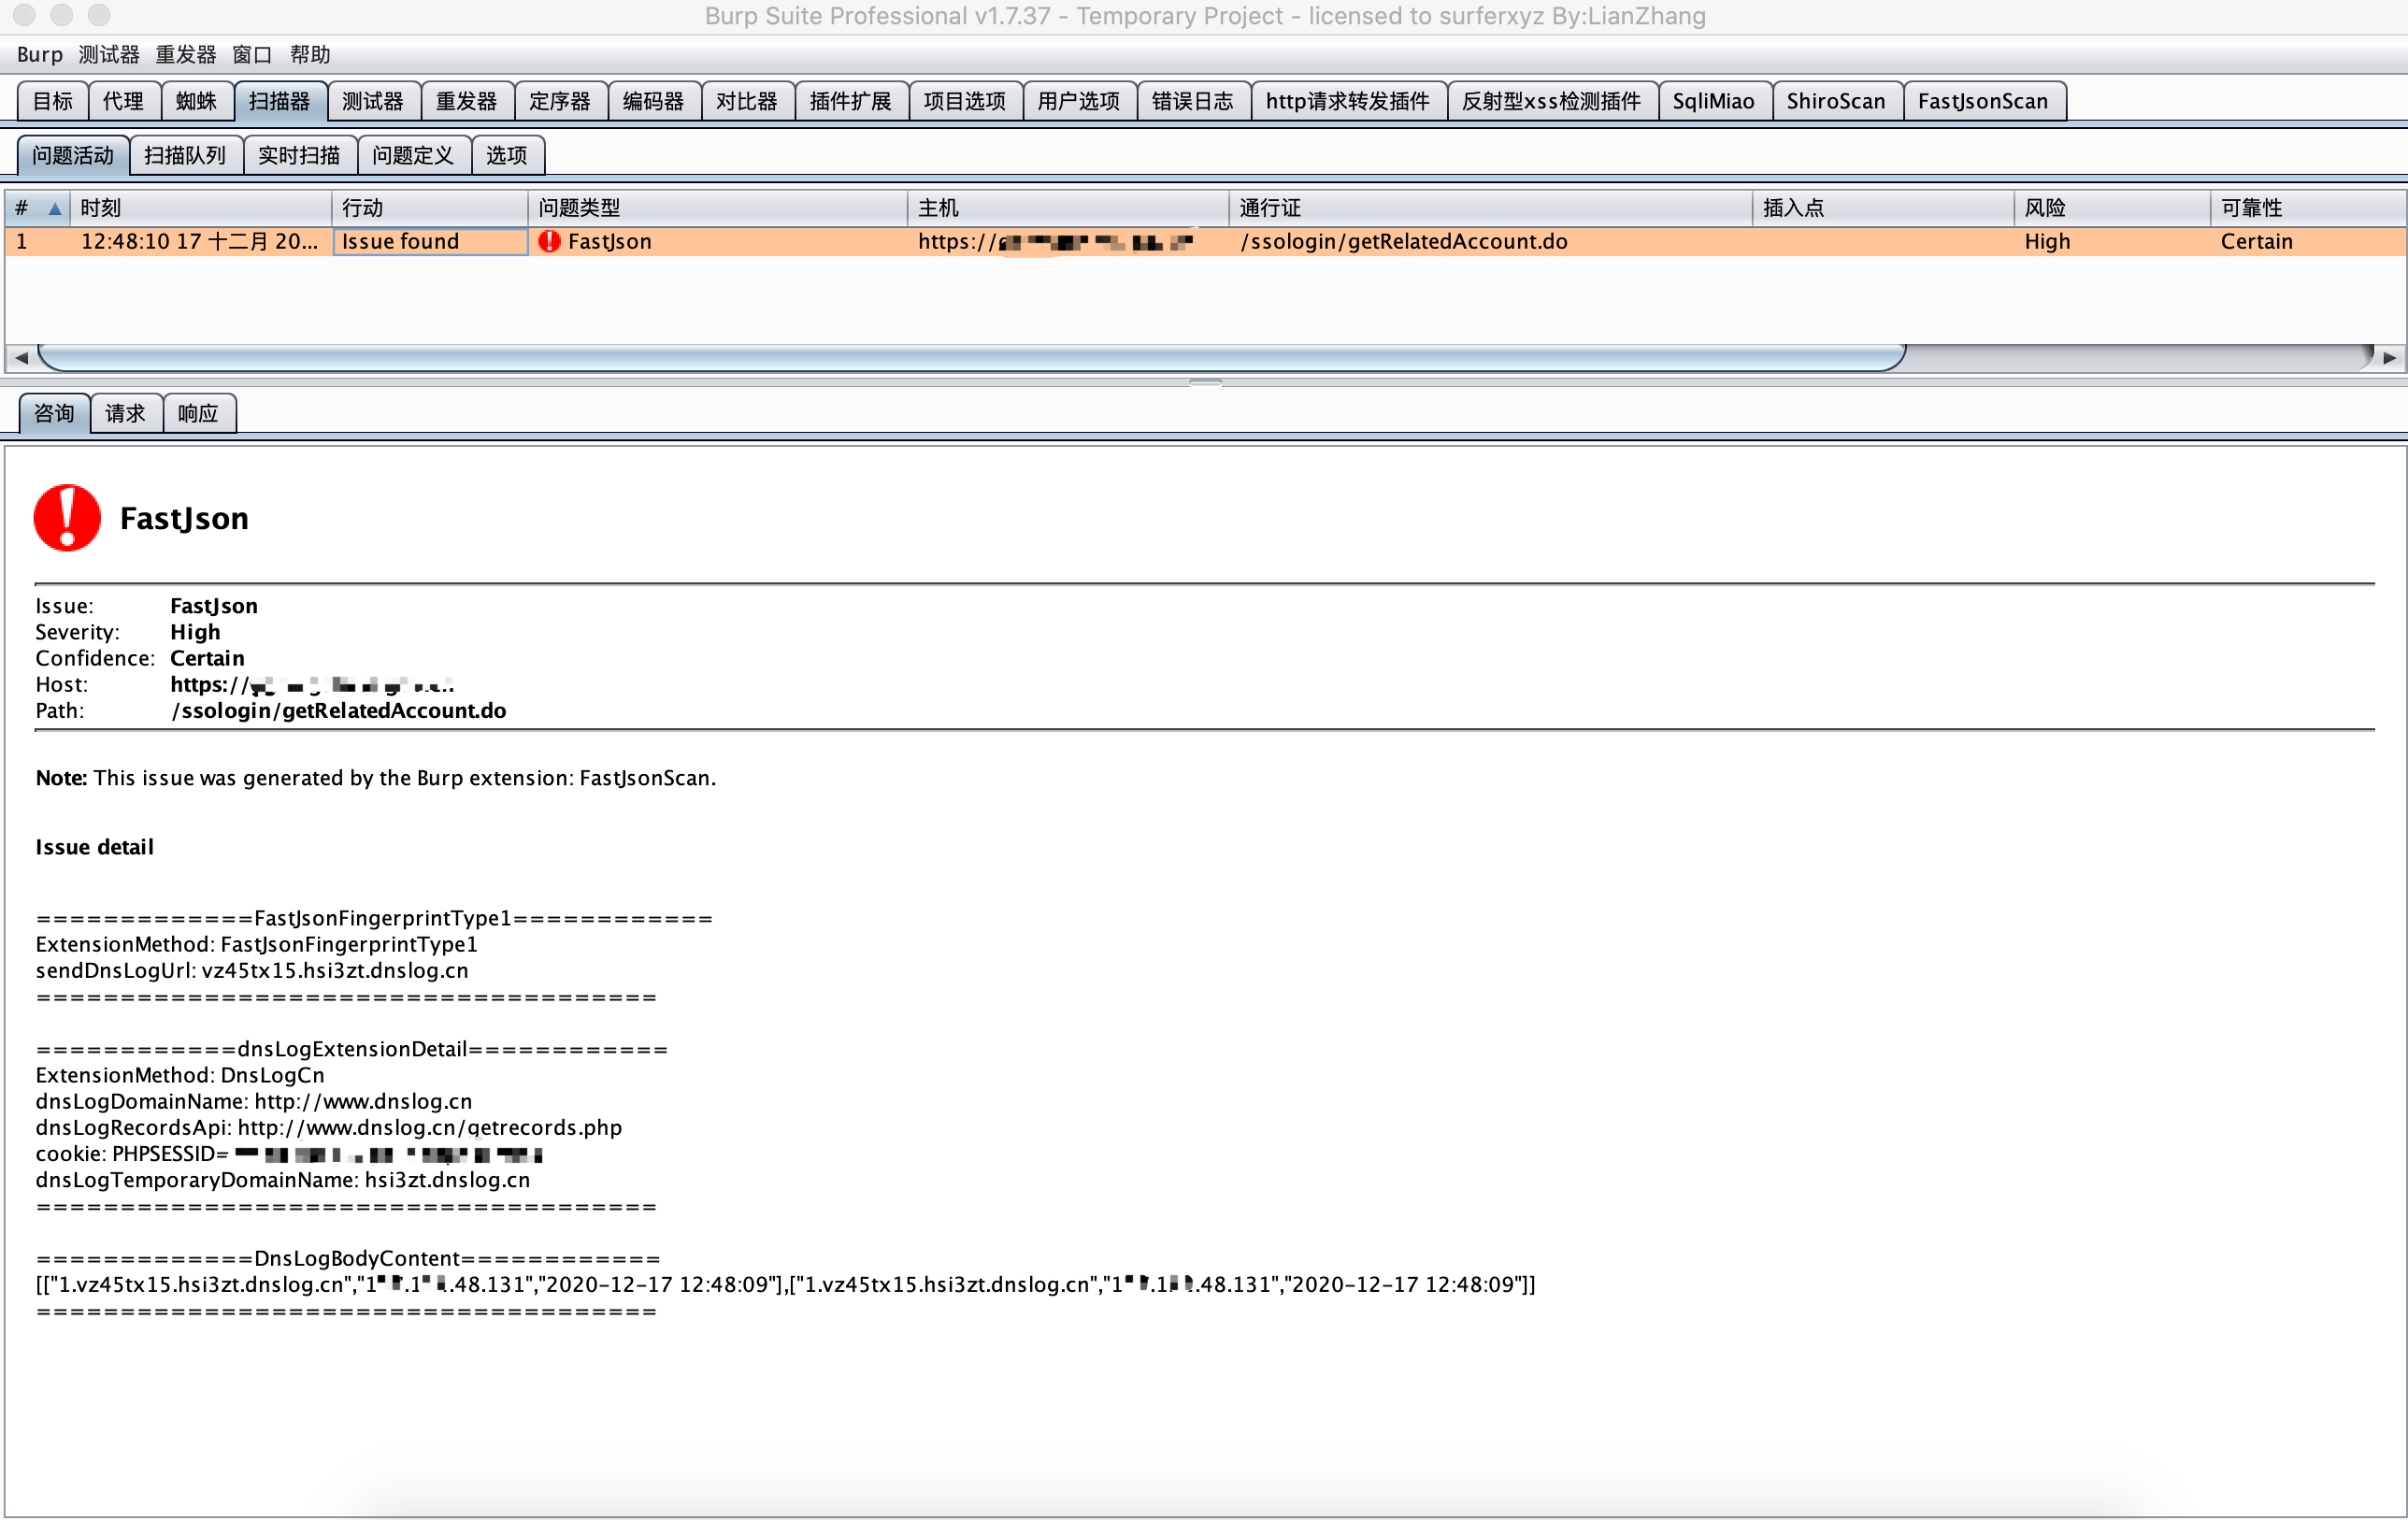 Burp Suite Professional v1.7.37 - Temporary Project - licensed to surferxyz By:LianZhang
Burp 测试器 重发器 窗口 帮助
目标 代理 蜘蛛 扫描器 测试器 重发器 定序器 编码器 对比器 插件扩展 项目选项 用户选项 错误日志 http请求转发插件 反射型xss检测插件 SqliMiao ShiroScan FastJsonScan
问题活动 扫描队列 实时扫描 问题定义 选项
# 时刻 行动 问题类型 主机 通行证 插入点 风险 可靠性
1 12:48:10 17 十二月 20... Issue found FastJson https:// /ssologin/getRelatedAccount.do High Certain
咨询 请求 响应
FastJson
Issue: FastJson
Severity: High
Confidence: Certain
Host: https://
Path: /ssologin/getRelatedAccount.do
Note: This issue was generated by the Burp extension: FastJsonScan.
Issue detail
=============FastJsonFingerprintType1============
ExtensionMethod: FastJsonFingerprintType1
sendDnsLogUrl: vz45tx15.hsi3zt.dnslog.cn
=====================================
============dnsLogExtensionDetail============
ExtensionMethod: DnsLogCn
dnsLogDomainName: http://www.dnslog.cn
dnsLogRecordsApi: http://www.dnslog.cn/getrecords.php
cookie: PHPSESSID=
dnsLogTemporaryDomainName: hsi3zt.dnslog.cn
=====================================
=============DnsLogBodyContent============
[["1.vz45tx15.hsi3zt.dnslog.cn","1 .1 .48.131","2020-12-17 12:48:09"],["1.vz45tx15.hsi3zt.dnslog.cn","1 .1 .48.131","2020-12-17 12:48:09"]]
=====================================